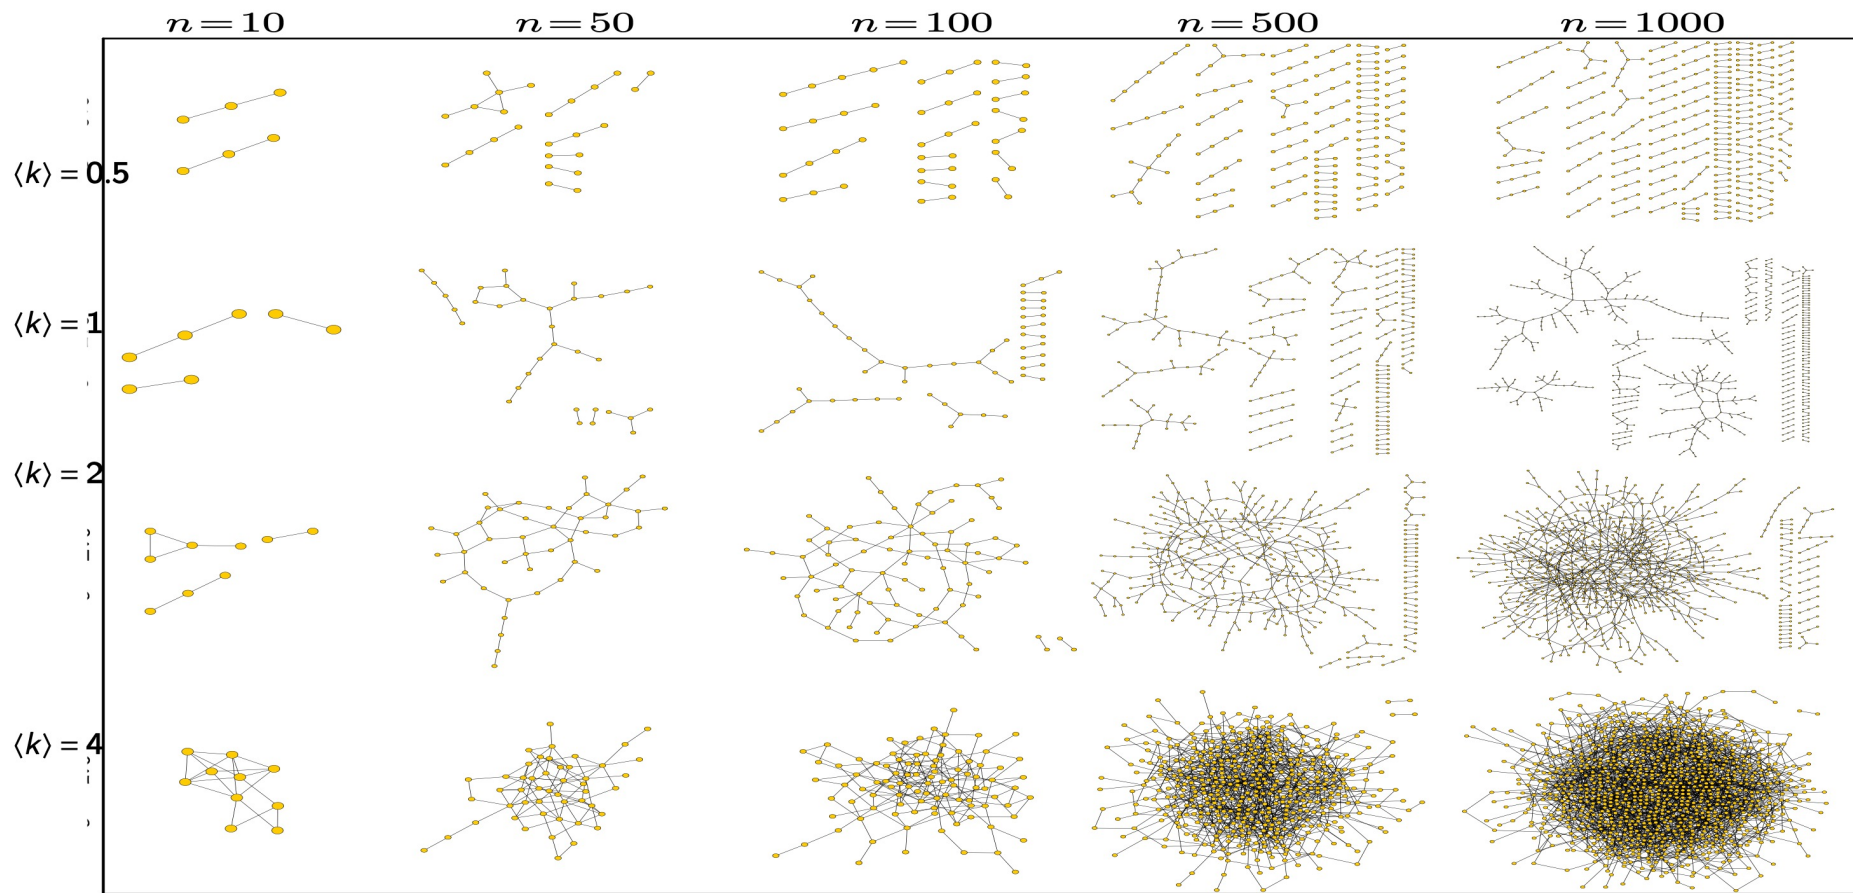 n = 10 n = 50 n = 100 n = 500 n = 1000
⟨k⟩ = 0.5
⟨k⟩ = 1
⟨k⟩ = 2
⟨k⟩ = 4